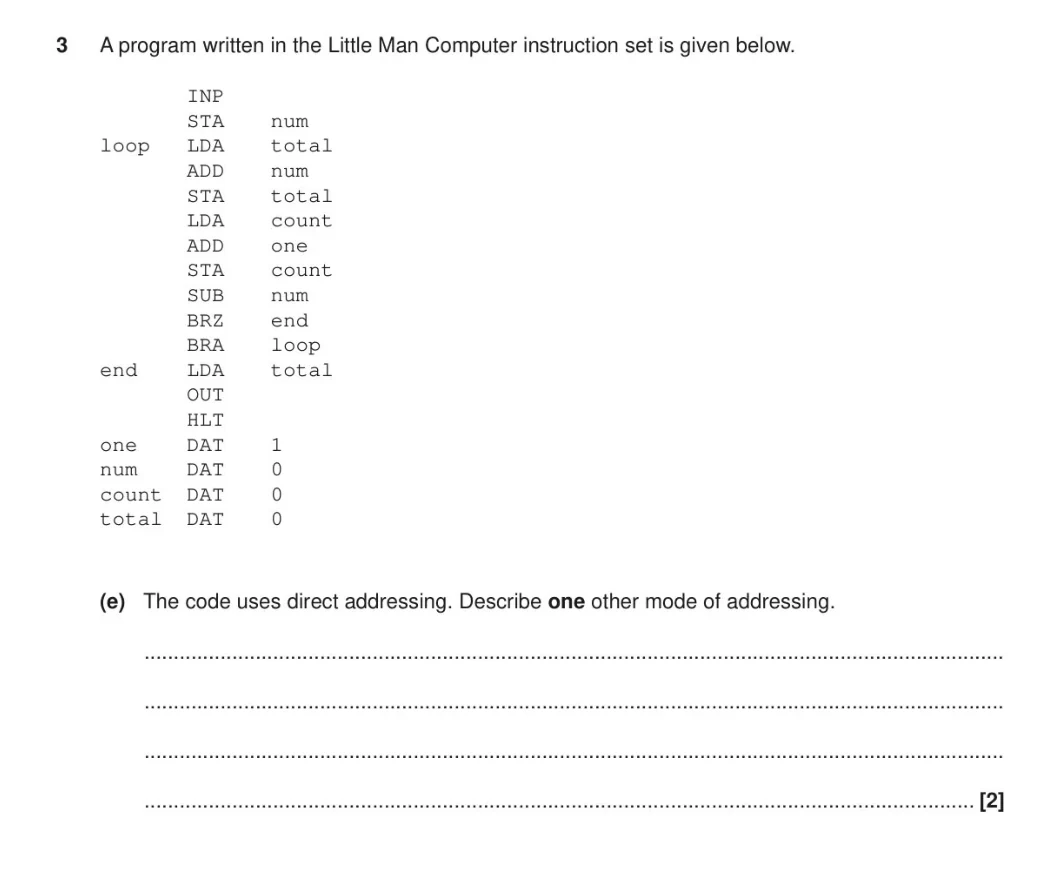 3 A program written in the Little Man Computer instruction set is given below.
INP
STA num
loop LDA total
ADD num
STA total
LDA count
ADD one
STA count
SUB num
BRZ end
BRA loop
end LDA total
OUT
HLT
one DAT 1
num DAT 0
count DAT 0
total DAT 0
(e) The code uses direct addressing. Describe one other mode of addressing.
[2]